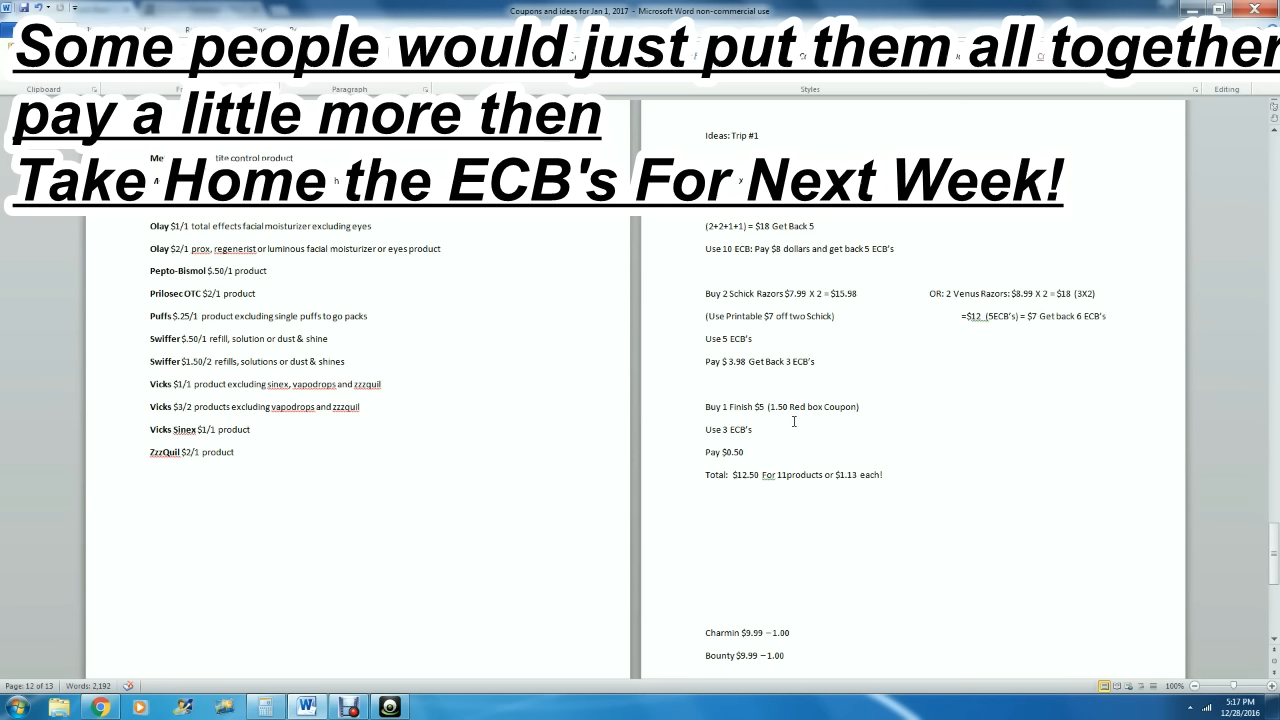 Coupons and ideas for Jan 1, 2017 - Microsoft Word non-commercial use
Some people would just put them all together
pay a little more then
Take Home the ECB's For Next Week!
Clipboard
Paragraph
Styles
Editing
tite control product
Olay $1/1 total effects facial moisturizer excluding eyes
Olay $2/1 prox, regenerist or luminous facial moisturizer or eyes product
Pepto-Bismol $.50/1 product
Prilosec OTC $2/1 product
Puffs $.25/1 product excluding single puffs to go packs
Swiffer $.50/1 refill, solution or dust & shine
Swiffer $1.50/2 refills, solutions or dust & shines
Vicks $1/1 product excluding sinex, vapodrops and zzzquil
Vicks $3/2 products excluding vapodrops and zzzquil
Vicks Sinex $1/1 product
ZzzQuil $2/1 product
Ideas: Trip #1
(2+2+1+1) = $18 Get Back 5
Use 10 ECB: Pay $8 dollars and get back 5 ECB's
Buy 2 Schick Razors $7.99 X 2 = $15.98
OR: 2 Venus Razors: $8.99 X 2 = $18 (3X2)
(Use Printable $7 off two Schick)
=$12 (5ECB's) = $7 Get back 6 ECB's
Use 5 ECB's
Pay $ 3.98 Get Back 3 ECB's
Buy 1 Finish $5 (1.50 Red box Coupon)
Use 3 ECB's
Pay $0.50
Total: $12.50 For 11products or $1.13 each!
Charmin $9.99 – 1.00
Bounty $9.99 – 1.00
Page: 12 of 13
Words: 2,192
100%
5:17 PM
12/28/2016